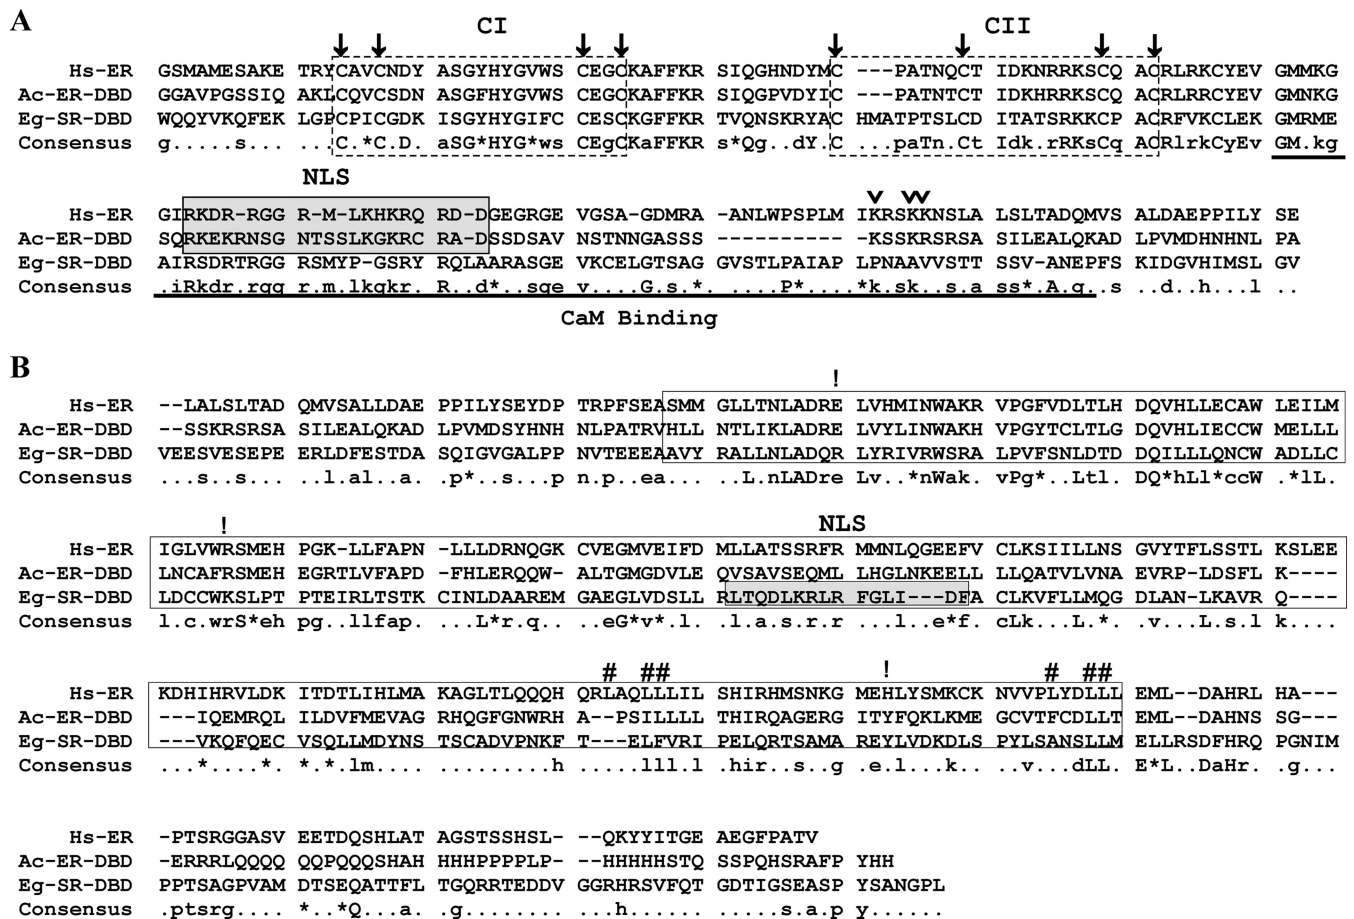 A
CI CII
Hs-ER GSMAMESAKE TRYCAVCNDY ASGYHYGVWS CEGCKAFFKR SIQGHNDYMC ---PATNQCT IDKNRRKSCQ ACRLRKCYEV GMMKG
Ac-ER-DBD GGAVPGSSIQ AKLCQVCSDN ASGFHYGVWS CEGCKAFFKR SIQGPVDYIC ---PATNTCT IDKHRRKSCQ ACRLRRCYEV GMNKG
Eg-SR-DBD WQQYVKQFEK LGPCPICGDK ISGYHYGIFC CESCKGFFKR TVQNSKRYAC HMATPTSLCD ITATSRKKCP ACRFVKCLEK GMRME
Consensus g.....s... ...C.*C.D. aSG*HYG*wS CEgCKaFFKR s*Qg..dY.C ...paTn.Ct Idk.rRKsCqA CRlrkCyEv GM.kg
NLS
Hs-ER GIRKDR-RGG R-M-LKHKRQ RD-DGEGRGE VGSA-GDMRA -ANLWPSPLM IKRSKKNSLA LSLTADQMVS ALDAEPPILY SE
Ac-ER-DBD SQRKEKRNSG NTSSLKGKRC RA-DSSDSAV NSTNNGASSS ---------- -KSSKRSRSA SILEALQKAD LPVMDHNHNL PA
Eg-SR-DBD AIRSDRTRGG RSMYP-GSRY RQLAARASGE VKCELGTSAG GVSTLPAIAP LPNAAVVSTT SSV-ANEPFS KIDGVHIMSL GV
Consensus .iRkdr.rgg r.m.lkgkr. R..d*..sge v....G.s.* .....P*... .*k.sk..s.a ss*.A.q..s ..d..h...l ..
CaM Binding
B
!
Hs-ER --LALSLTAD QMVSALLDAE PPILYSEYDP TRPFSEASMM GLLTNLADRE LVHMINWAKR VPGFVDLTLH DQVHLLECAW LEILM
Ac-ER-DBD --SSKRSRSA SILEALQKAD LPVMDSYHNH NLPATRVHLL NTLIKLADRE LVYLINWAKH VPGYTCLTLG DQVHLIECCW MELLL
Eg-SR-DBD VEESVESEPE ERLDFESTDA SQIGVGALPP NVTEEEAAVY RALLNLADQR LYRIVRWSRA LPVFSNLDTD DQILLLQNCW ADLLC
Consensus ...s..s... ..l.al..a. .p*..s...p n.p..ea... ..L.nLADre Lv..*nWak. vPg*..Ltl. DQ*hLl*ccW .*lL.
!
NLS
Hs-ER IGLVWRSMEH PGK-LLFAPN -LLLDRNQGK CVEGMVEIFD MLLATSSRFR MMNLQGEEFV CLKSIILLNS GVYTFLSSTL KSLEE
Ac-ER-DBD LNCAFRSMEH EGRTLVFAPD -FHLERQQW- ALTGMGDVLE QVSAVSEQML LHGLNKEELL LLQATVLVNA EVRP-LDSFL K----
Eg-SR-DBD LDCCWKSLPT PTEIRLTSTK CINLDAAREM GAEGLVDSLL RLTQDLKRLR FGLI---DFA CLKVFLLMQG DLAN-LKAVR Q----
Consensus l.c.wrS*eh pg..llfap. ...L*r.q.. ..eG*v*.l. .l.a.s.r.r ...l..e*f. cLk...L.*. .v...L.s.l k....
# ## ! # ##
Hs-ER KDHIHRVLDK ITDTLIHLMA KAGLTLQQQH QRLAQLLLIL SHIRHMSNKG MEHLYSMKCK NVVPLYDLLL EML--DAHRL HA---
Ac-ER-DBD ---IQEMRQL ILDVFMEVAG RHQGFGNWRH A--PSILLLL THIRQAGERG ITYFQKLKME GCVTFCDLLT EML--DAHNS SG---
Eg-SR-DBD ---VKQFQEC VSQLLMDYNS TSCADVPNKF T---ELFVRI PELQRTSAMA REYLVDKDLS PYLSANSLLM ELLRSDFHRQ PGNIM
Consensus ...*...*. *.*.lm.... .........h .....lll.l .hir..s..g .e.l...k.. ...v...dLL. E*L..DaHr. .g...
Hs-ER -PTSRGGASV EETDQSHLAT AGSTSSHSL- --QKYYITGE AEGFPATV
Ac-ER-DBD -ERRRLQQQQ QQPQQQSHAH HHHPPPPLP- -HHHHHSTQ SSPQHSRAFP YHH
Eg-SR-DBD PPTSAGPVAM DTSEQATTFL TGQRRTEDDV GGRHRSVFQT GDTIGSEASP YSANGPL
Consensus .ptsrg.... *..*Q...a. .g........ ...h...... .....s.a.p y......